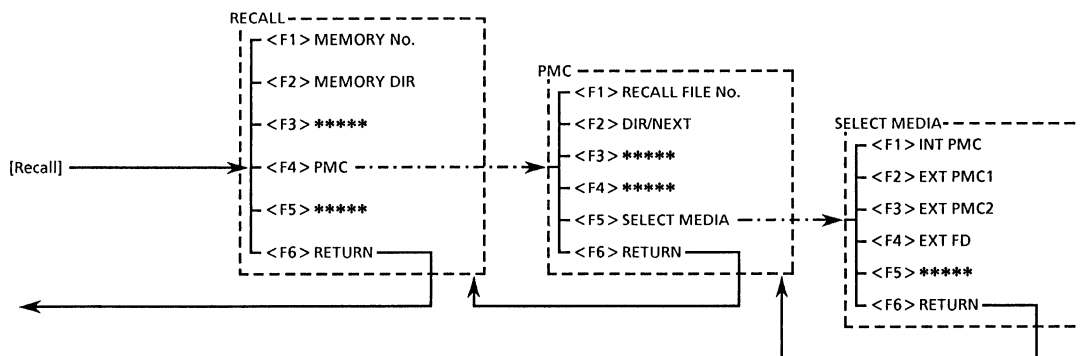 RECALL
<F1> MEMORY No.
<F2> MEMORY DIR
<F3> *****
[Recall]
<F4> PMC
<F5> *****
<F6> RETURN
PMC
<F1> RECALL FILE No.
<F2> DIR/NEXT
<F3> *****
<F4> *****
<F5> SELECT MEDIA
<F6> RETURN
SELECT MEDIA
<F1> INT PMC
<F2> EXT PMC1
<F3> EXT PMC2
<F4> EXT FD
<F5> *****
<F6> RETURN